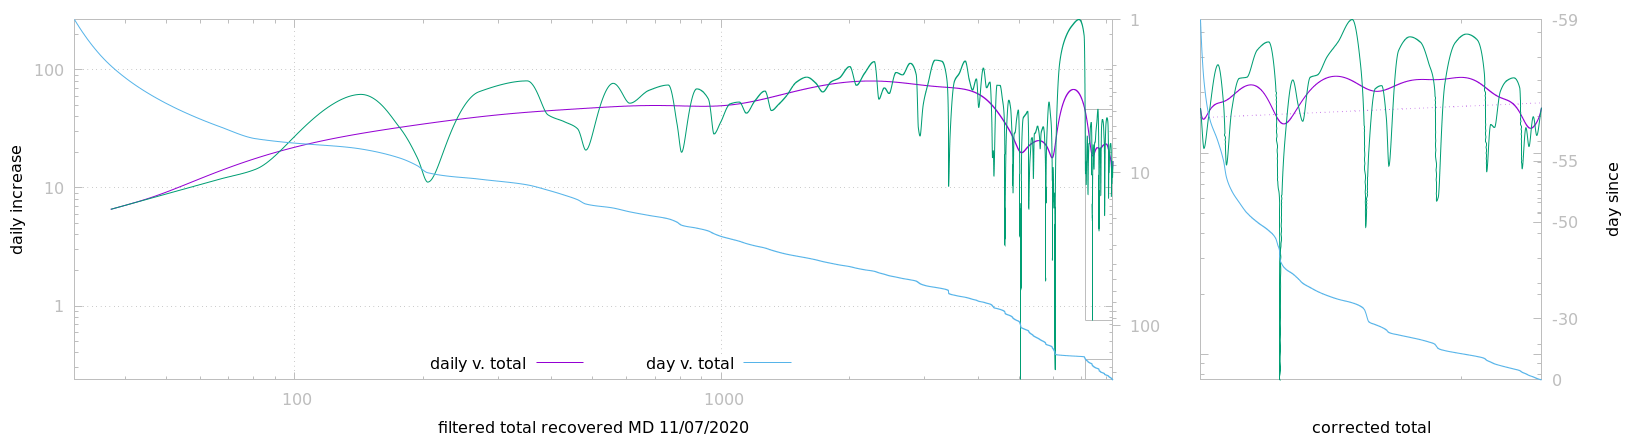 daily increase
100
10
1
100
1000
1
10
100
daily v. total
day v. total
filtered total recovered MD 11/07/2020
-59
-55
-50
-30
0
day since
corrected total